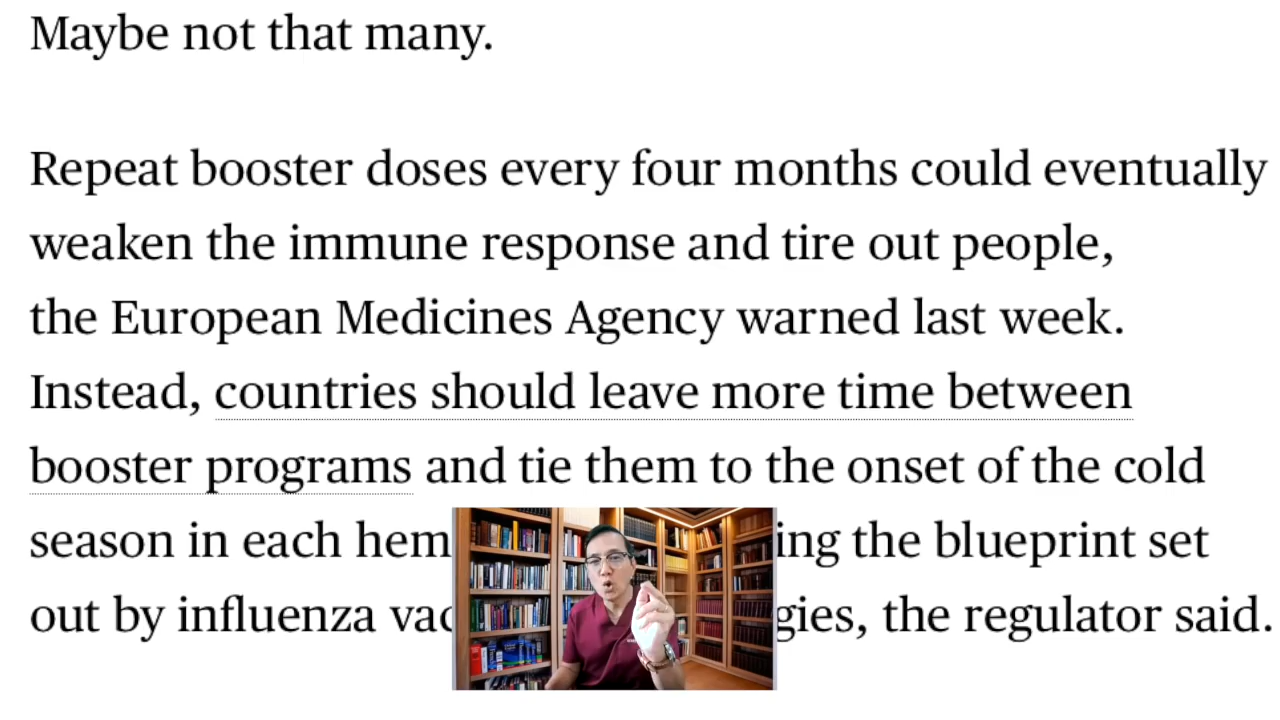 Maybe not that many.
Repeat booster doses every four months could eventually
weaken the immune response and tire out people,
the European Medicines Agency warned last week.
Instead, countries should leave more time between
booster programs and tie them to the onset of the cold
season in each hem ing the blueprint set
out by influenza vac gies, the regulator said.